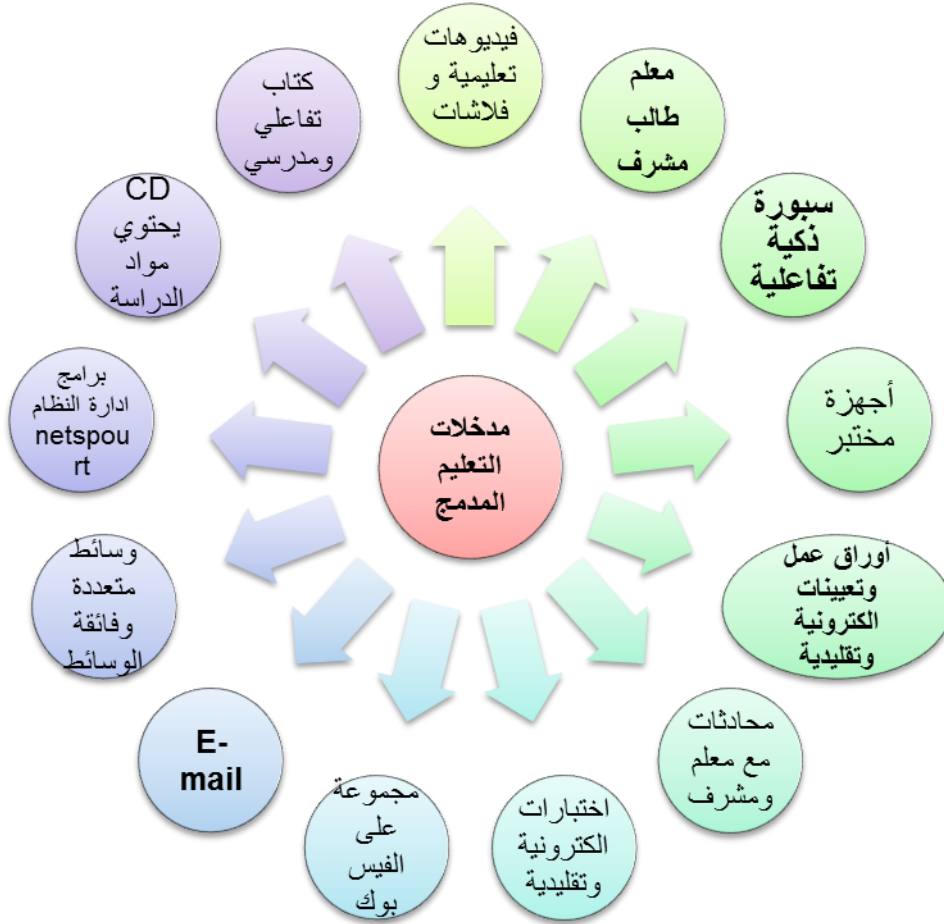 فيديوهات
تعليمية و
فلاشات
معلم
طالب
مشرف
سبورة
ذكية
تفاعلية
أجهزة
مختبر
أوراق عمل
وتعيينات
الكترونية
وتقليدية
محادثات
مع معلم
ومشرف
اختبارات
الكترونية
وتقليدية
مجموعة
على
الفيس
بوك
E-
mail
وسائط
متعددة
وفائقة
الوسائط
برامج
ادارة النظام
netspou
rt
CD
يحتوي
مواد
الدراسة
كتاب
تفاعلي
ومدرسي
مدخلات
التعليم
المدمج